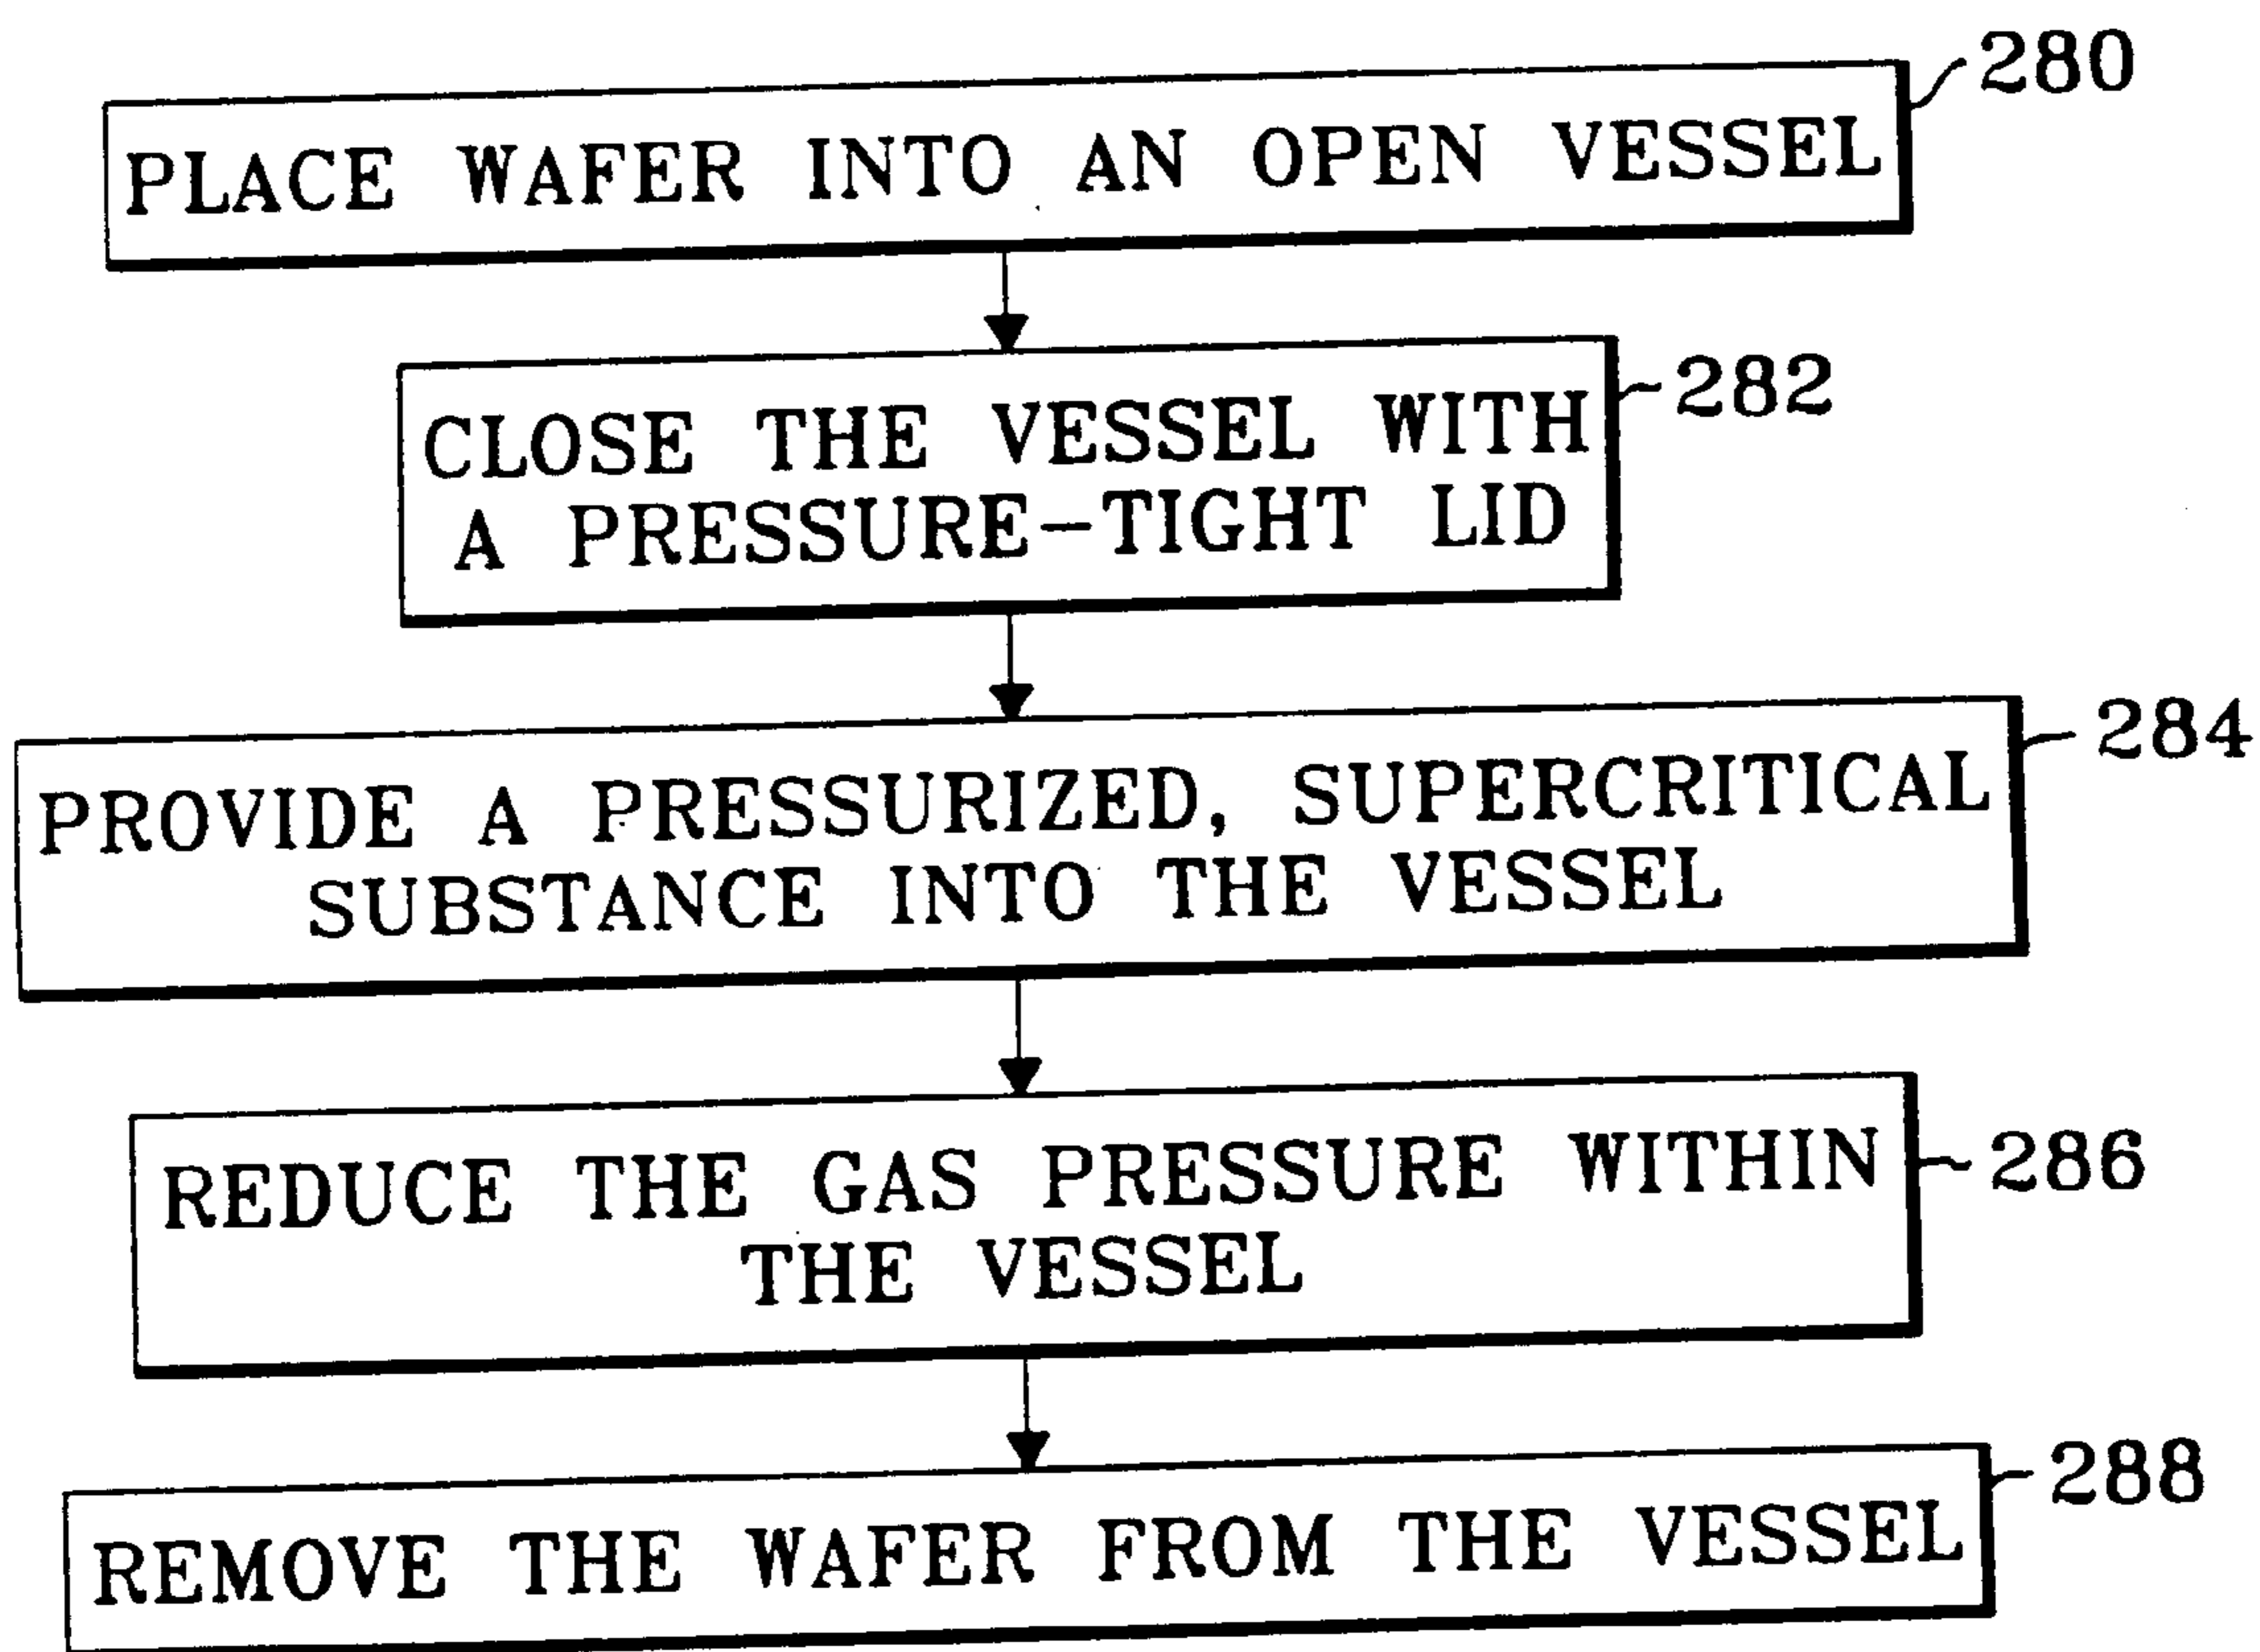 280
PLACE WAFER INTO AN OPEN VESSEL
282
CLOSE THE VESSEL WITH
A PRESSURE-TIGHT LID
284
PROVIDE A PRESSURIZED, SUPERCRITICAL
SUBSTANCE INTO THE VESSEL
REDUCE THE GAS PRESSURE WITHIN
286
THE VESSEL
288
REMOVE THE WAFER FROM THE VESSEL